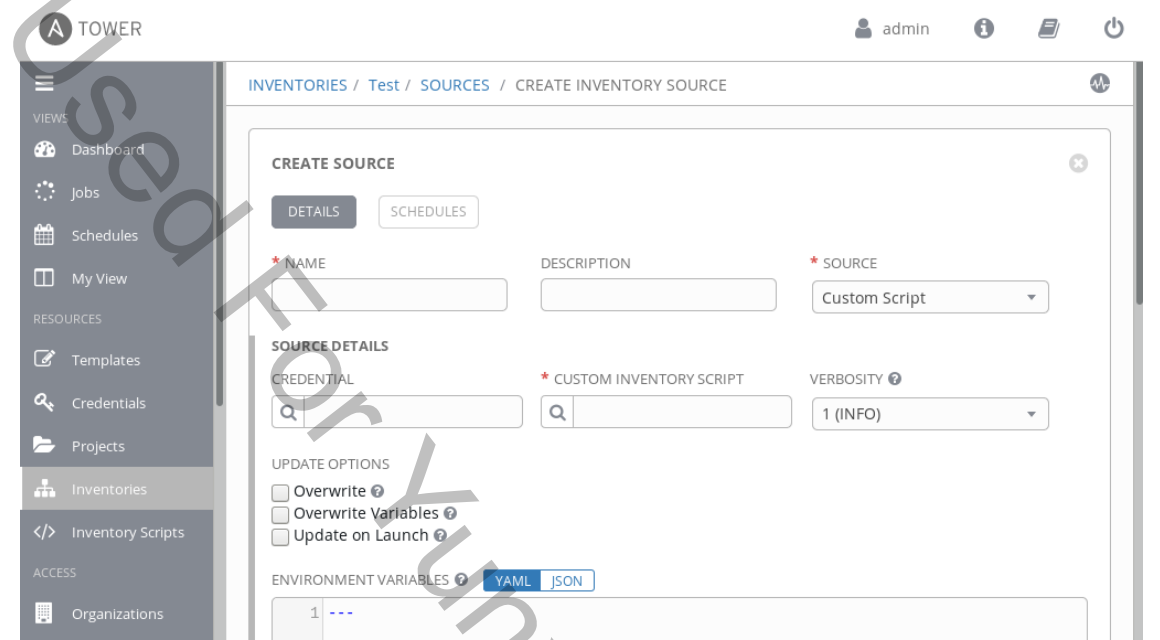 TOWER
admin
INVENTORIES / Test / SOURCES / CREATE INVENTORY SOURCE
VIEWS
Dashboard
Jobs
Schedules
My View
RESOURCES
Templates
Credentials
Projects
Inventories
Inventory Scripts
ACCESS
Organizations
CREATE SOURCE
DETAILS SCHEDULES
* NAME DESCRIPTION * SOURCE
Custom Script
SOURCE DETAILS
CREDENTIAL * CUSTOM INVENTORY SCRIPT VERBOSITY
1 (INFO)
UPDATE OPTIONS
Overwrite
Overwrite Variables
Update on Launch
ENVIRONMENT VARIABLES YAML JSON
1 ---
Used For Yun